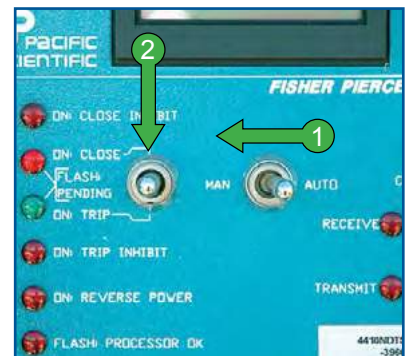 PACIFIC
SCIENTIFIC
2
FISHER PIERCE
1
ON: CLOSE INHIBIT
ON: CLOSE
FLASH:
PENDING
ON: TRIP
MAN
AUTO
RECEIVE
ON: TRIP INHIBIT
ON: REVERSE POWER
TRANSMIT
FLASH: PROCESSOR OK